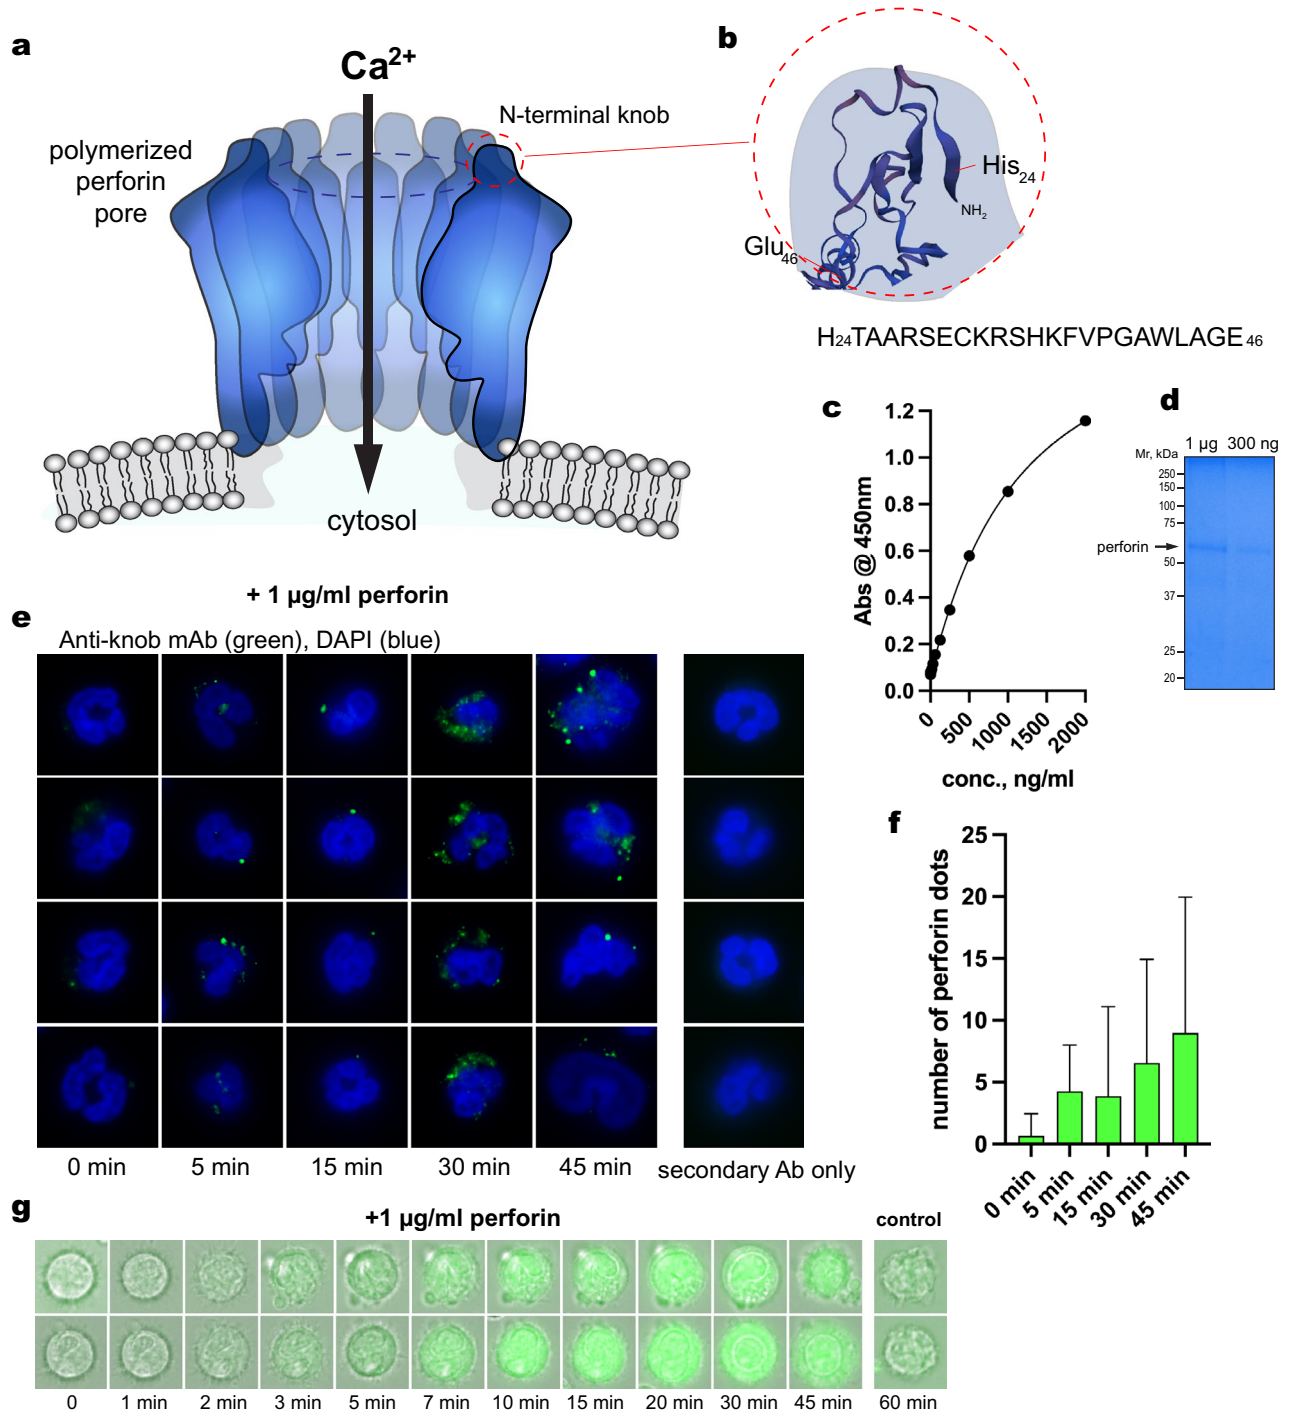 a
Ca2+
N-terminal knob
polymerized
perforin
pore
cytosol
b
His24
NH2
Glu46
H24TAARSECKRSHKFVPGAWLAGE46
c
1.2
1.0
0.8
0.6
0.4
0.2
0.0
Abs @ 450nm
0 500 1000 1500 2000
conc., ng/ml
d
1 µg 300 ng
Mr, kDa
250
150
100
75
perforin
50
37
25
20
+ 1 µg/ml perforin
e
Anti-knob mAb (green), DAPI (blue)
0 min 5 min 15 min 30 min 45 min secondary Ab only
f
25
20
15
10
5
0
number of perforin dots
0 min 5 min 15 min 30 min 45 min
g
+1 µg/ml perforin control
0 1 min 2 min 3 min 5 min 7 min 10 min 15 min 20 min 30 min 45 min 60 min